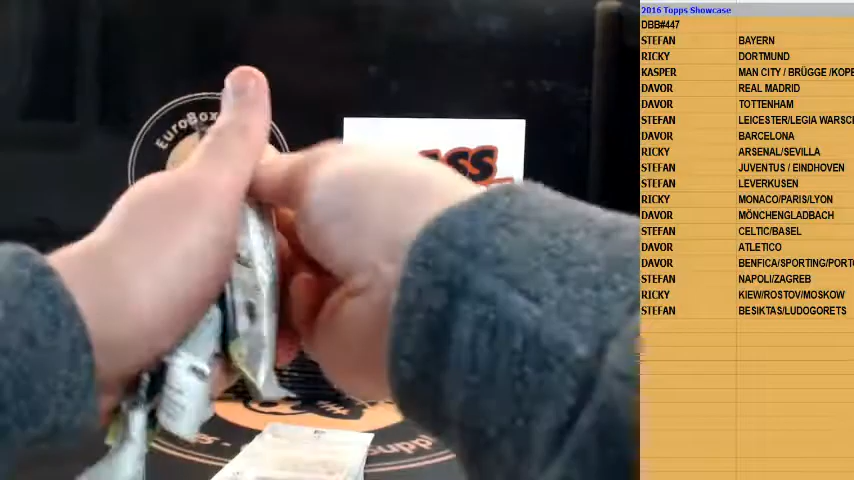 2016 Topps Showcase
DBB#447
STEFAN BAYERN
RICKY DORTMUND
KASPER MAN CITY / BRÜGGE /KOPE
DAVOR REAL MADRID
DAVOR TOTTENHAM
STEFAN LEICESTER/LEGIA WARSC
DAVOR BARCELONA
RICKY ARSENAL/SEVILLA
STEFAN JUVENTUS / EINDHOVEN
STEFAN LEVERKUSEN
RICKY MONACO/PARIS/LYON
DAVOR MÖNCHENGLADBACH
STEFAN CELTIC/BASEL
DAVOR ATLETICO
DAVOR BENFICA/SPORTING/PORTO
STEFAN NAPOLI/ZAGREB
RICKY KIEW/ROSTOV/MOSKOW
STEFAN BESIKTAS/LUDOGORETS
EuroBox
ASS